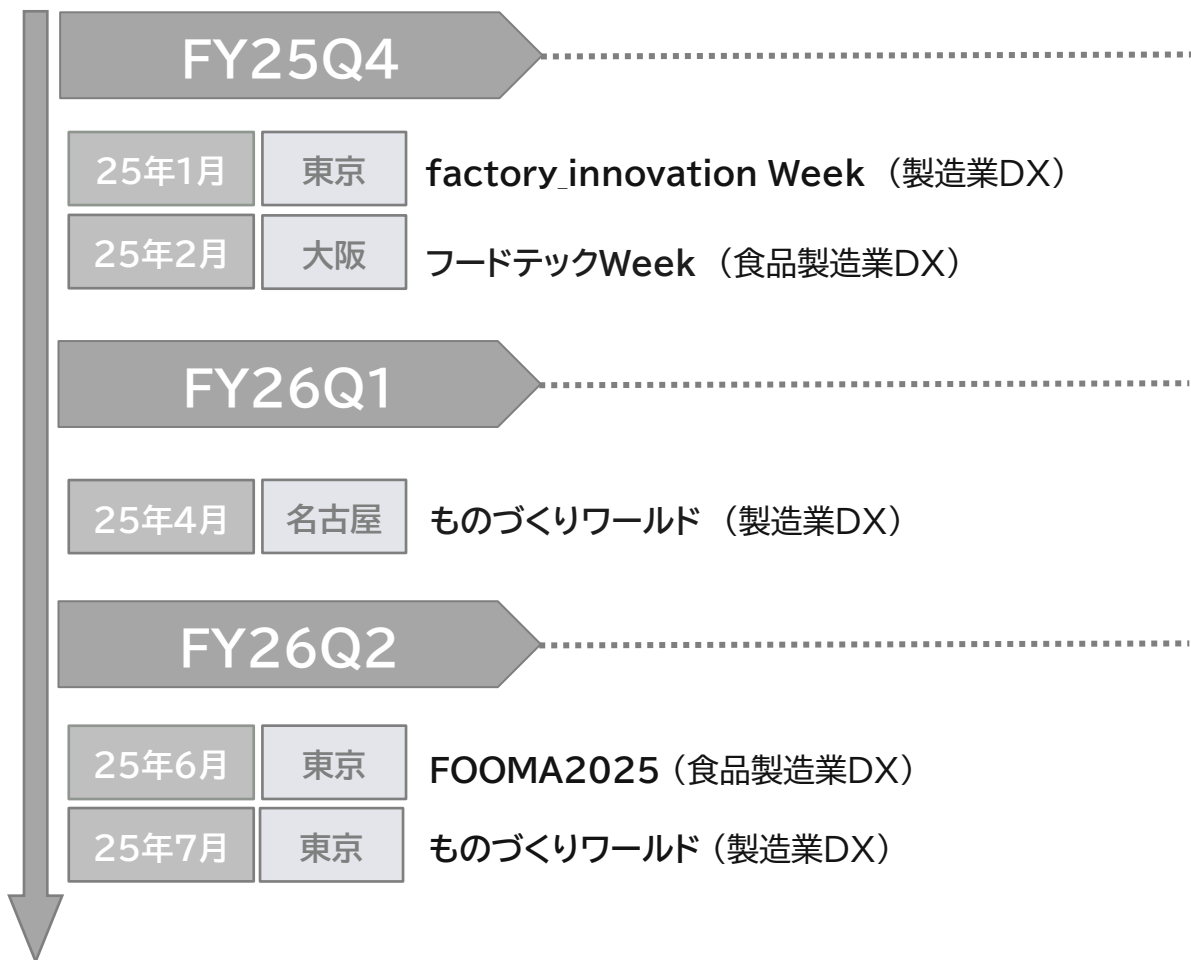 FY25Q4
25年1月 東京 factory_innovation Week （製造業DX）
25年2月 大阪 フードテックWeek （食品製造業DX）
FY26Q1
25年4月 名古屋 ものづくりワールド （製造業DX）
FY26Q2
25年6月 東京 FOOMA2025（食品製造業DX）
25年7月 東京 ものづくりワールド（製造業DX）